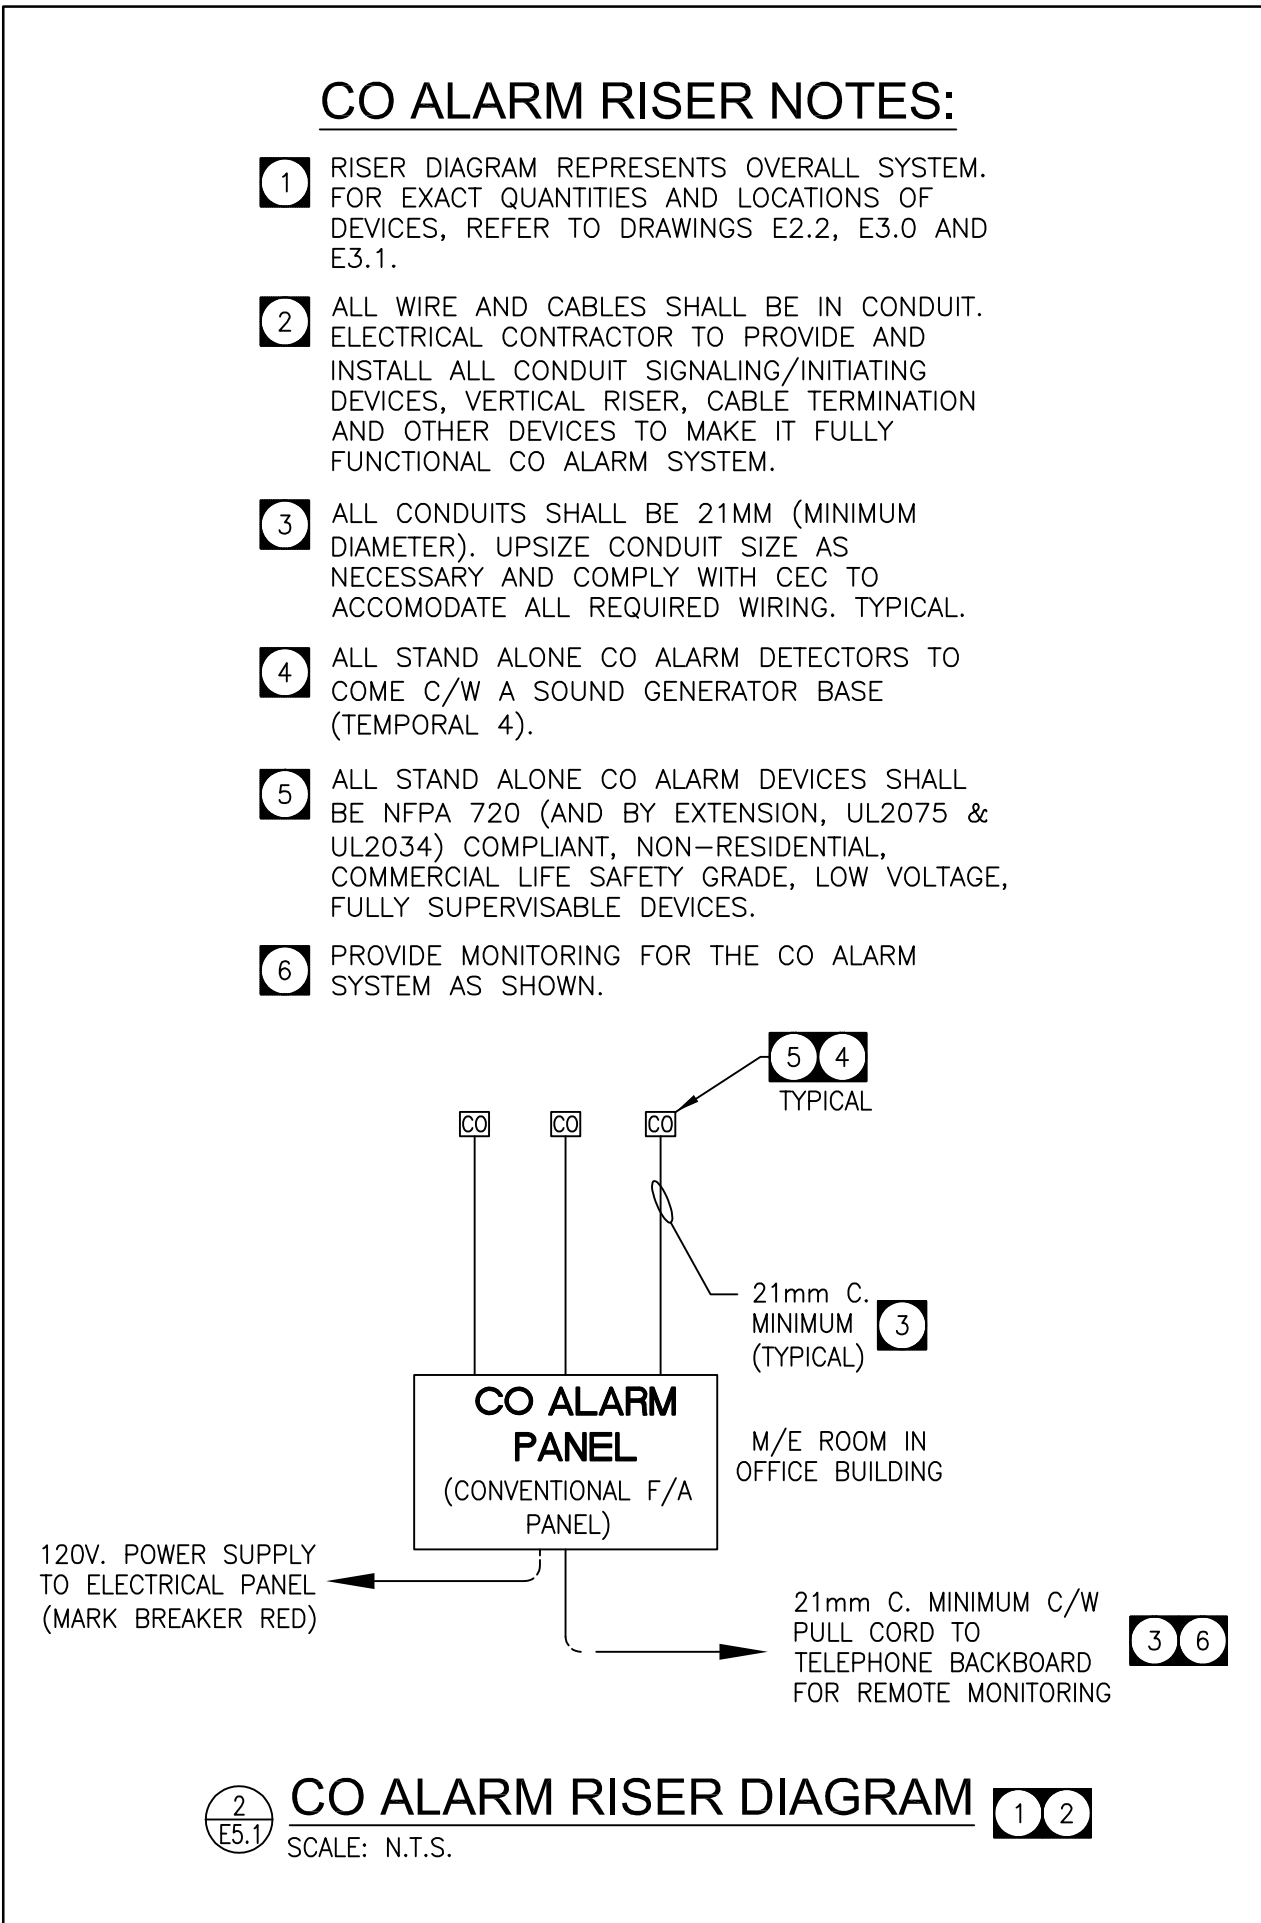 CO ALARM RISER NOTES:
1
RISER DIAGRAM REPRESENTS OVERALL SYSTEM.
FOR EXACT QUANTITIES AND LOCATIONS OF
DEVICES, REFER TO DRAWINGS E2.2, E3.0 AND
E3.1.
2
ALL WIRE AND CABLES SHALL BE IN CONDUIT.
ELECTRICAL CONTRACTOR TO PROVIDE AND
INSTALL ALL CONDUIT SIGNALING/INITIATING
DEVICES, VERTICAL RISER, CABLE TERMINATION
AND OTHER DEVICES TO MAKE IT FULLY
FUNCTIONAL CO ALARM SYSTEM.
3
ALL CONDUITS SHALL BE 21MM (MINIMUM
DIAMETER). UPSIZE CONDUIT SIZE AS
NECESSARY AND COMPLY WITH CEC TO
ACCOMODATE ALL REQUIRED WIRING. TYPICAL.
4
ALL STAND ALONE CO ALARM DETECTORS TO
COME C/W A SOUND GENERATOR BASE
(TEMPORAL 4).
5
ALL STAND ALONE CO ALARM DEVICES SHALL
BE NFPA 720 (AND BY EXTENSION, UL2075 &
UL2034) COMPLIANT, NON-RESIDENTIAL,
COMMERCIAL LIFE SAFETY GRADE, LOW VOLTAGE,
FULLY SUPERVISABLE DEVICES.
6
PROVIDE MONITORING FOR THE CO ALARM
SYSTEM AS SHOWN.
5 4
TYPICAL
CO CO CO
21mm C.
MINIMUM
(TYPICAL)
3
CO ALARM
PANEL
(CONVENTIONAL F/A
PANEL)
M/E ROOM IN
OFFICE BUILDING
120V. POWER SUPPLY
TO ELECTRICAL PANEL
(MARK BREAKER RED)
21mm C. MINIMUM C/W
PULL CORD TO
TELEPHONE BACKBOARD
FOR REMOTE MONITORING
3 6
2
E5.1
CO ALARM RISER DIAGRAM
1 2
SCALE: N.T.S.